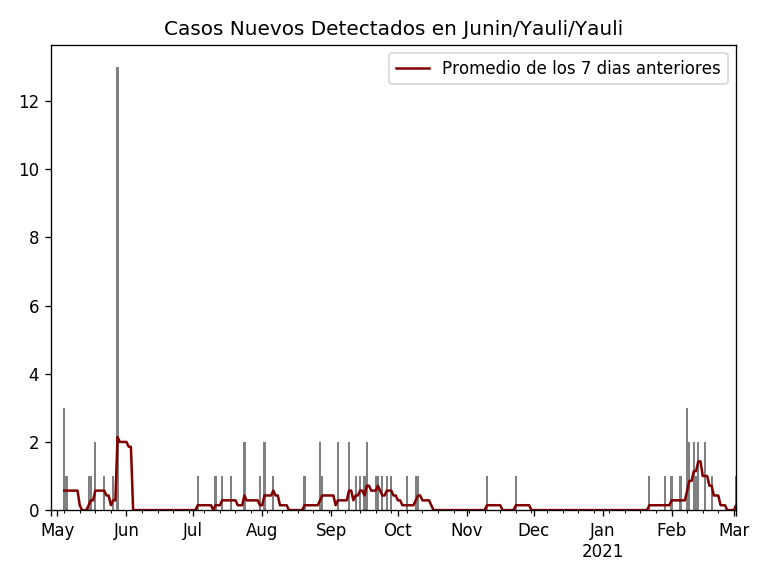 Casos Nuevos Detectados en Junin/Yauli/Yauli
Promedio de los 7 dias anteriores
12
10
8
6
4
2
0
May Jun Jul Aug Sep Oct Nov Dec Jan Feb Mar
2021